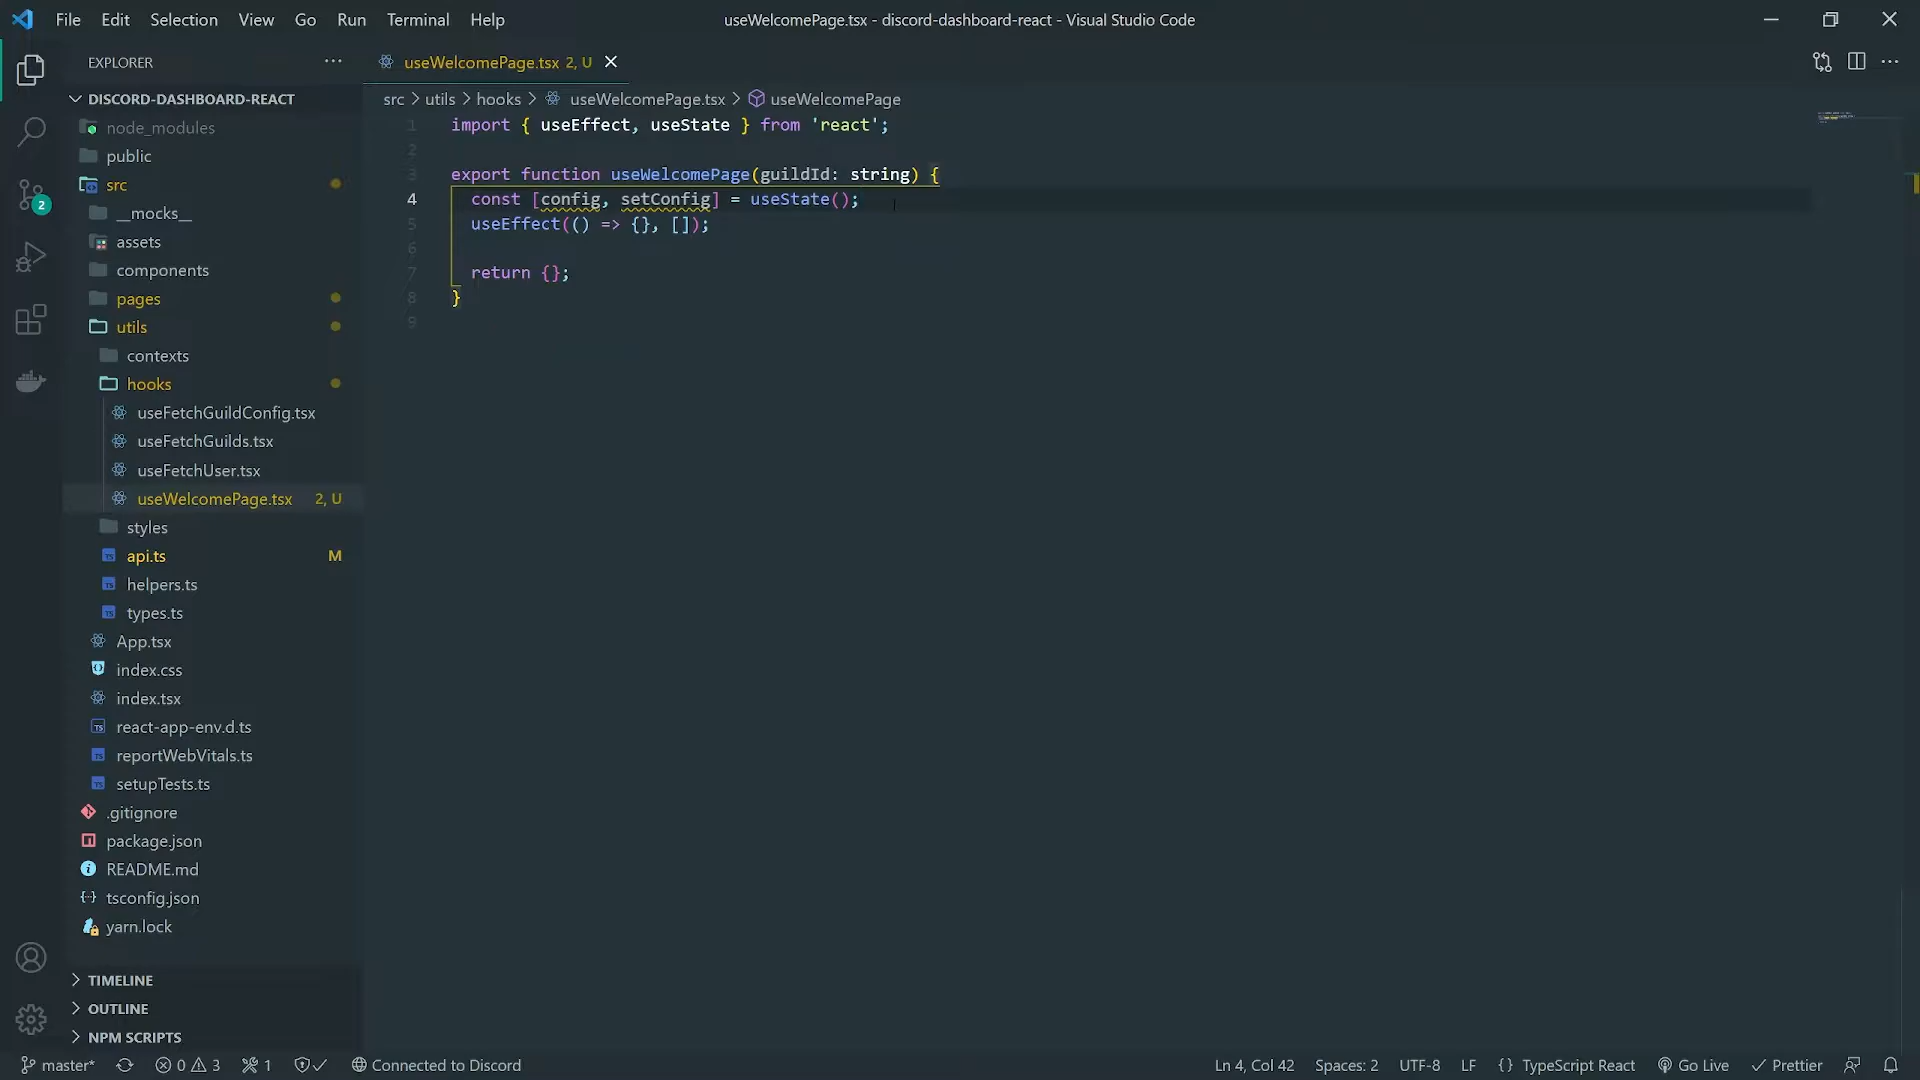 File Edit Selection View Go Run Terminal Help
useWelcomePage.tsx - discord-dashboard-react - Visual Studio Code
EXPLORER
useWelcomePage.tsx 2, U
DISCORD-DASHBOARD-REACT
src > utils > hooks > useWelcomePage.tsx > useWelcomePage
node_modules
public
src
__mocks__
assets
components
pages
utils
contexts
hooks
useFetchGuildConfig.tsx
useFetchGuilds.tsx
useFetchUser.tsx
useWelcomePage.tsx 2, U
styles
api.ts M
helpers.ts
types.ts
App.tsx
index.css
index.tsx
react-app-env.d.ts
reportWebVitals.ts
setupTests.ts
.gitignore
package.json
README.md
tsconfig.json
yarn.lock
TIMELINE
OUTLINE
NPM SCRIPTS
2
1 import { useEffect, useState } from 'react';
2
3 export function useWelcomePage(guildId: string) {
4 const [config, setConfig] = useState();
5 useEffect(() => {}, []);
6
7 return {};
8 }
9
master* 0 3 1 Connected to Discord
Ln 4, Col 42 Spaces: 2 UTF-8 LF {} TypeScript React Go Live Prettier